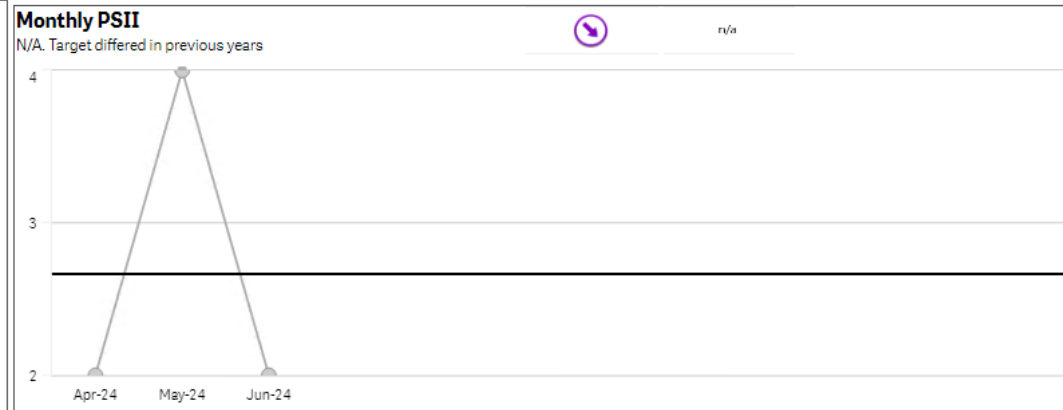 Monthly PSII
N/A. Target differed in previous years
n/a
4
3
2
Apr-24
May-24
Jun-24